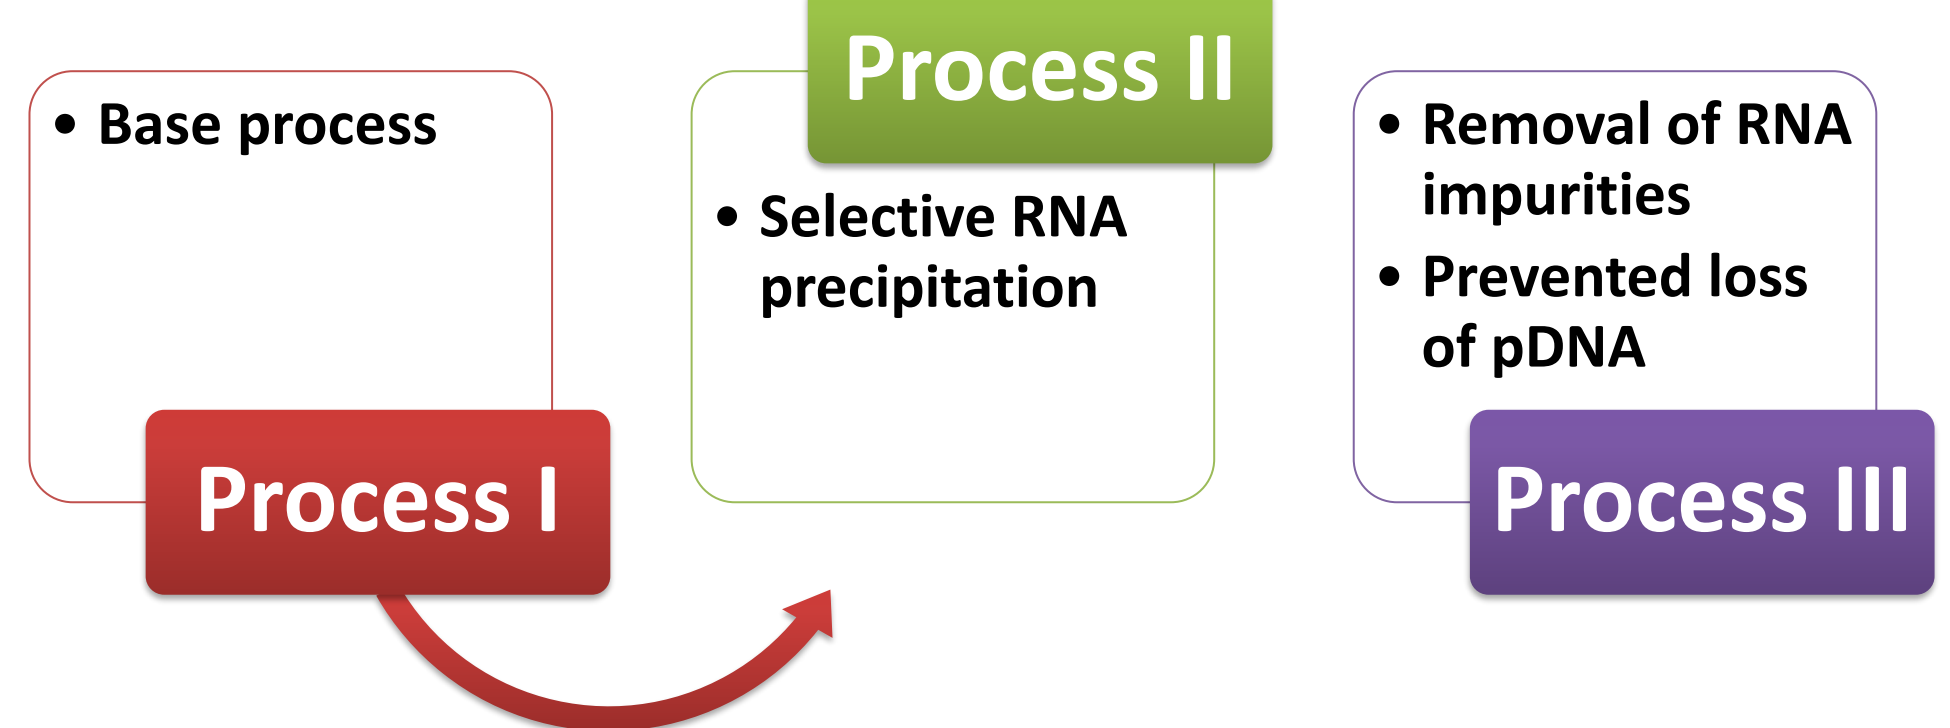 • Base process
Process I
Process II
• Selective RNA
precipitation
• Removal of RNA
impurities
• Prevented loss
of pDNA
Process III